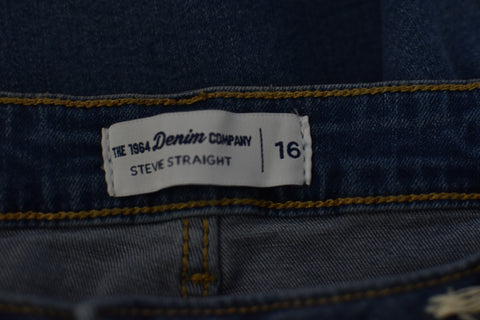 THE 1964 Denim COMPANY
STEVE STRAIGHT
16